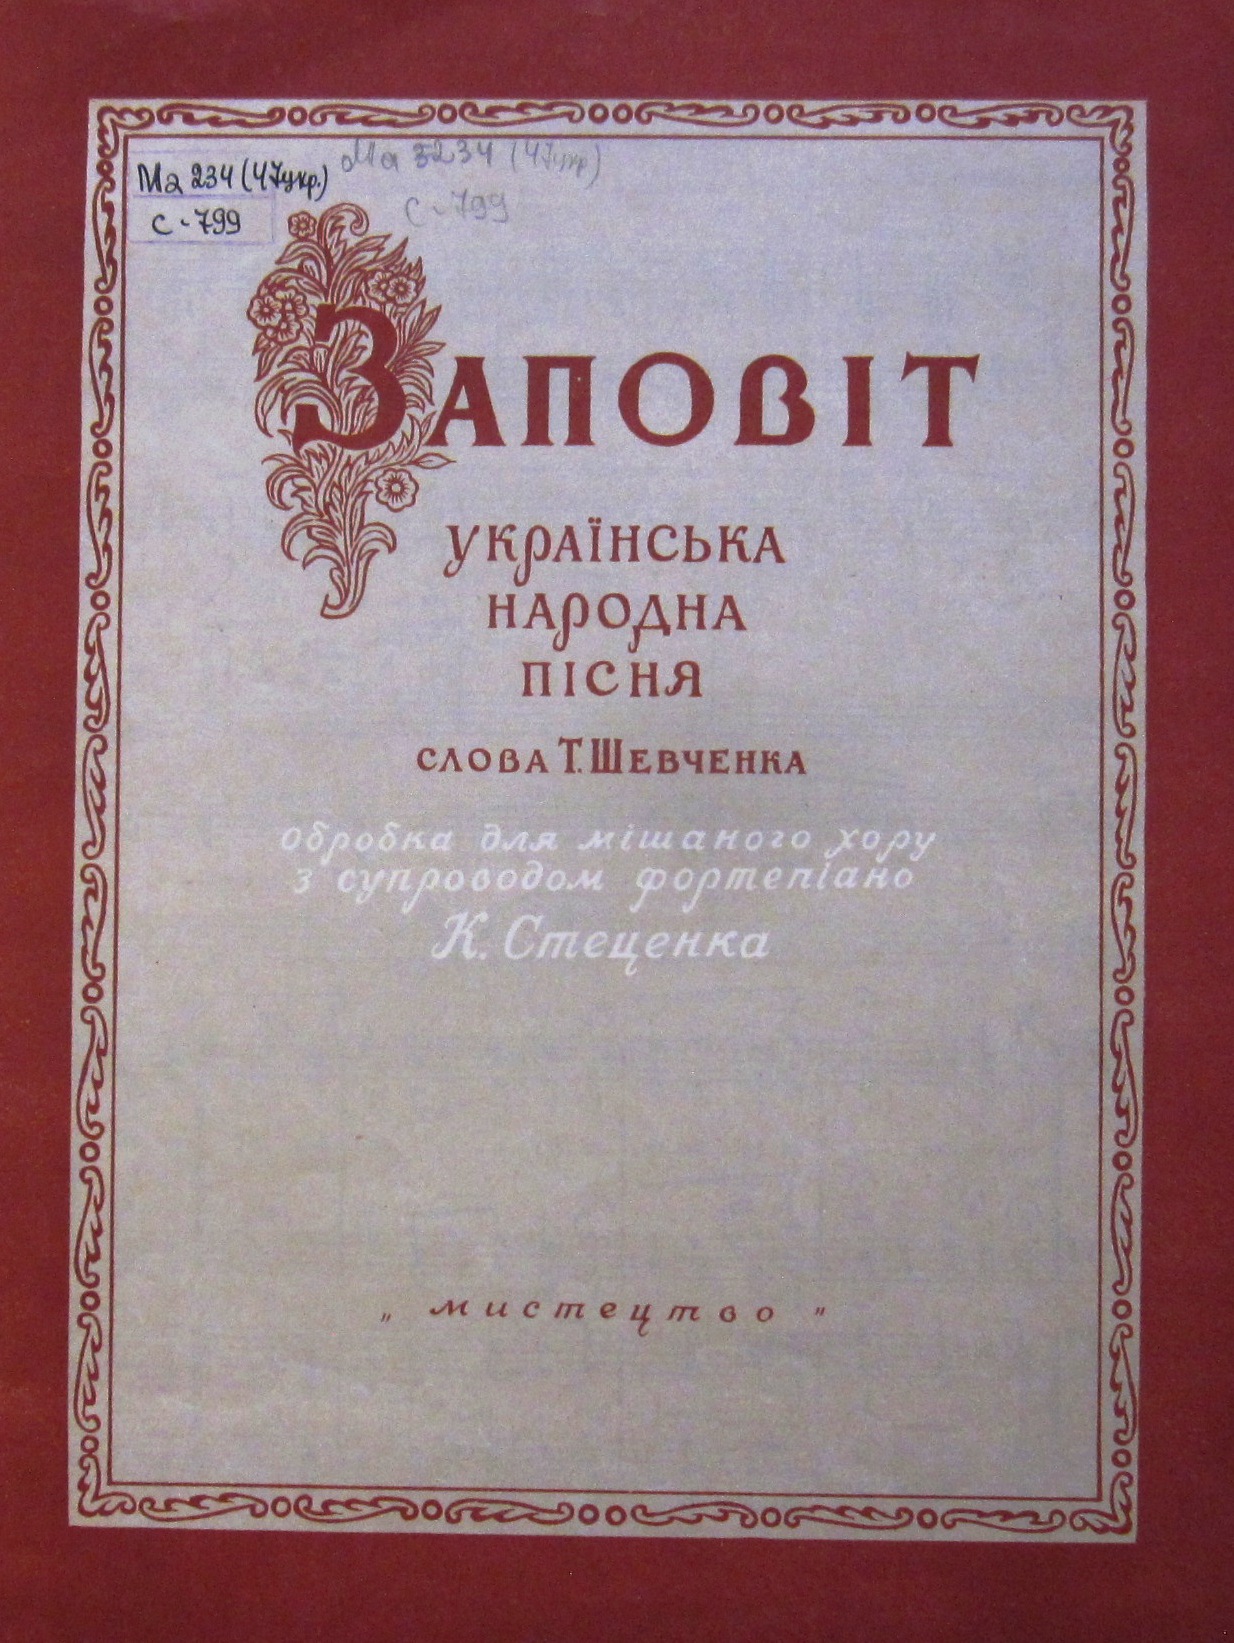 Ма 234 (47укр.)
С-799
Ма 3234 (47укр)
С-799
ЗАПОВІТ
УКРАЇНСЬКА
НАРОДНА
ПІСНЯ
СЛОВА Т. ШЕВЧЕНКА
обробка для мішаного хору
з супроводом фортепіано
К. Стеценка
„мистецтво"